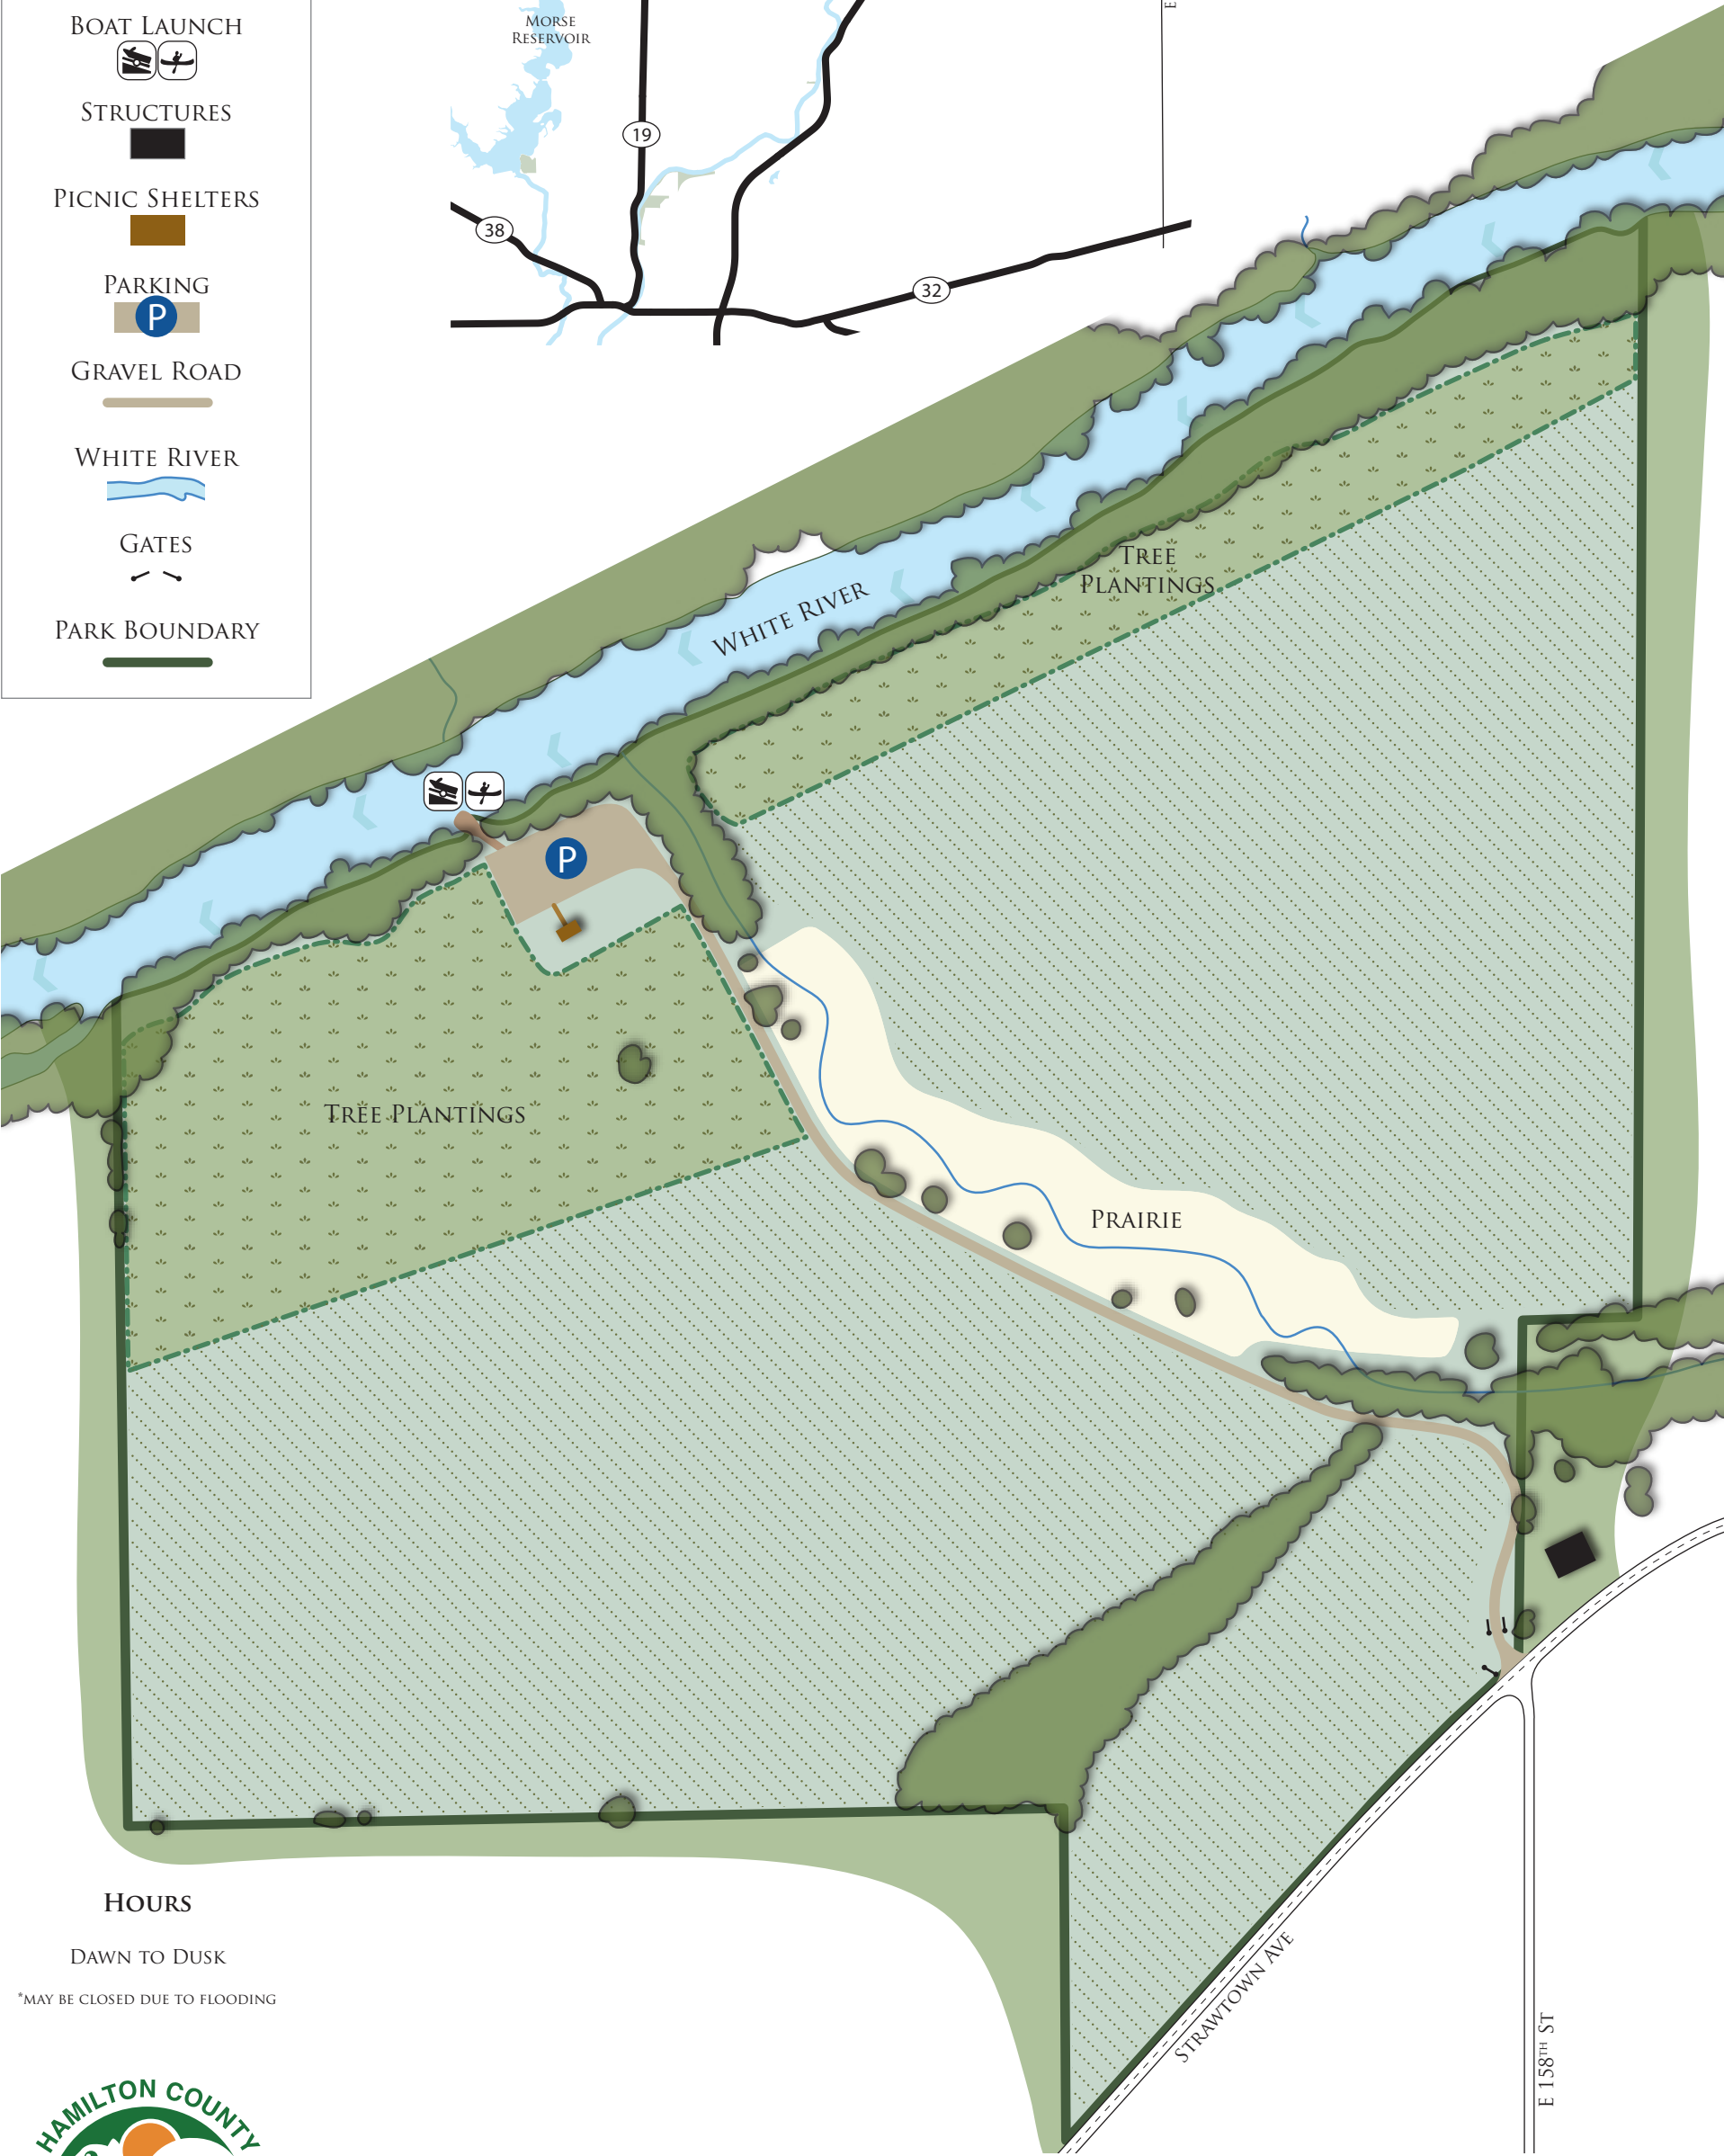 Boat Launch
Structures
Picnic Shelters
Parking
P
Gravel Road
White River
Gates
Park Boundary
Morse
Reservoir
19
38
32
E
White River
Tree
Plantings
P
Tree Plantings
Prairie
Strawtown Ave
E 158th St
Hours
Dawn to Dusk
*may be closed due to flooding
HAMILTON COUNTY